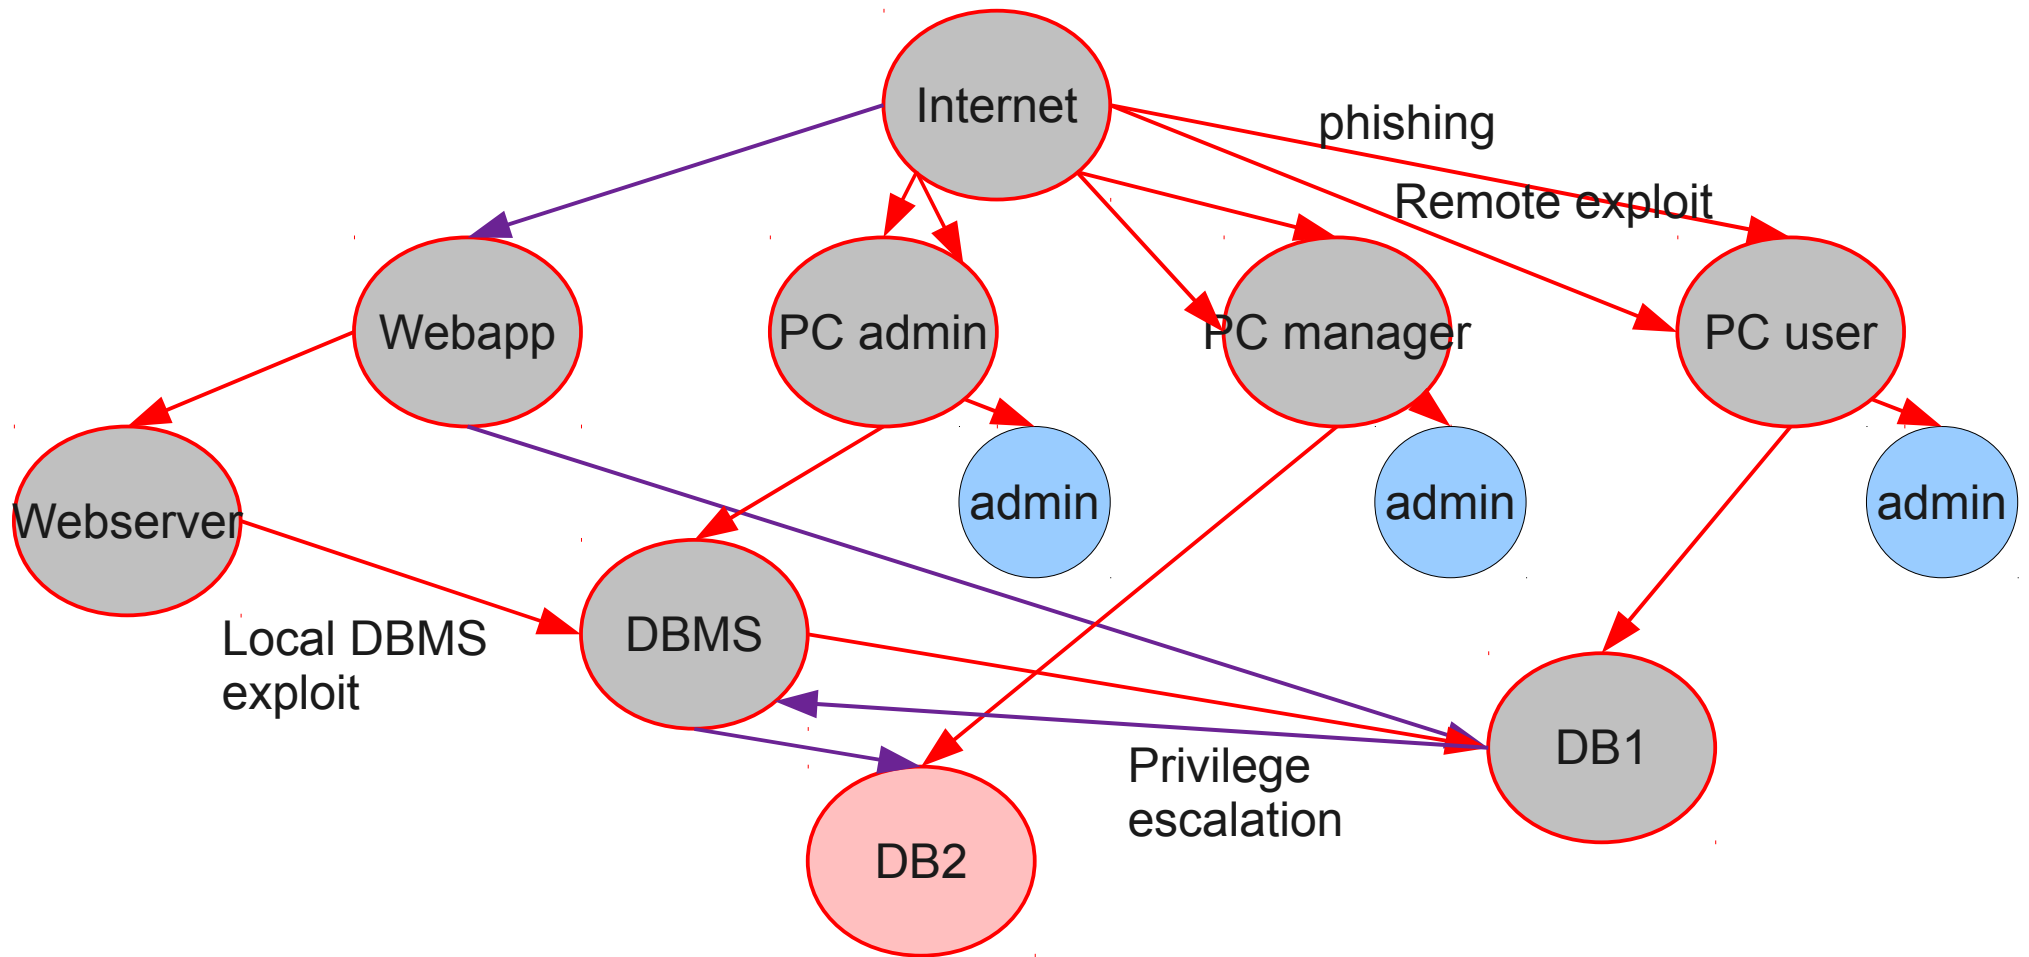 Internet
phishing
Remote exploit
Webapp
PC admin
PC manager
PC user
Webserver
admin
admin
admin
Local DBMS
exploit
DBMS
Privilege
escalation
DB1
DB2